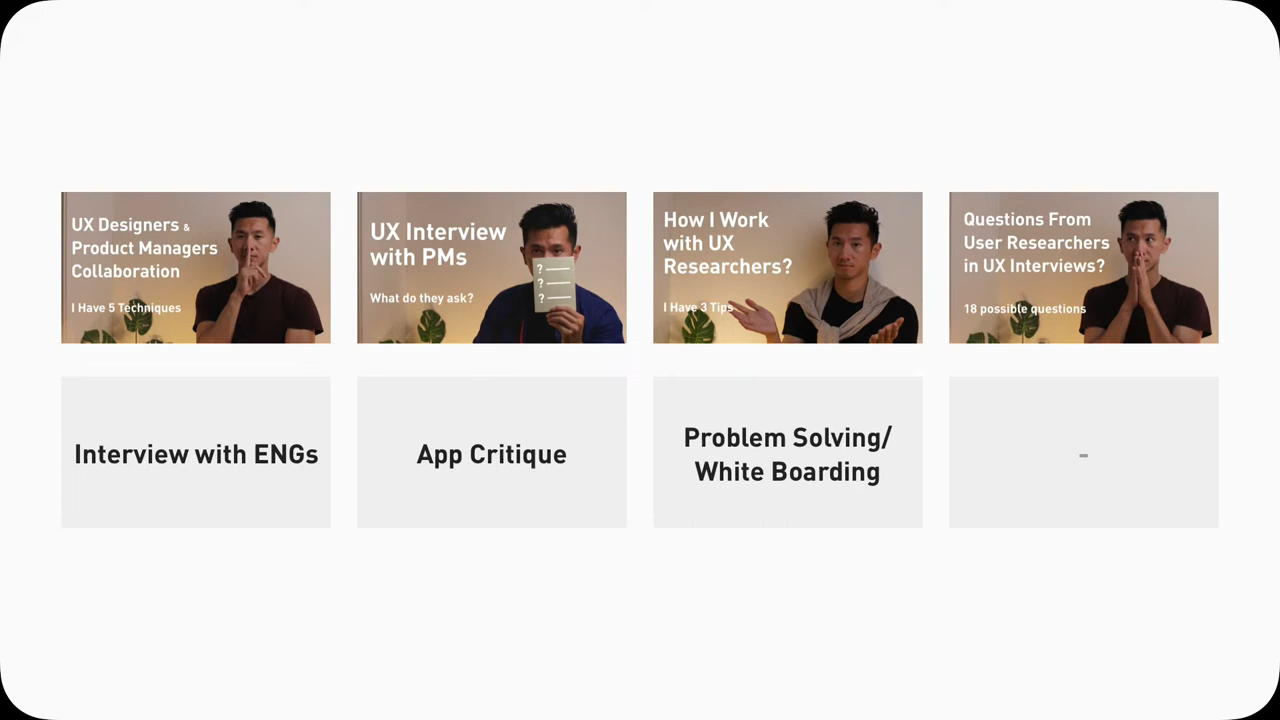 UX Designers &
Product Managers
Collaboration
I Have 5 Techniques
UX Interview
with PMs
What do they ask?
?
?
?
How I Work
with UX
Researchers?
I Have 3 Tips
Questions From
User Researchers
in UX Interviews?
18 possible questions
Interview with ENGs
App Critique
Problem Solving/
White Boarding
-